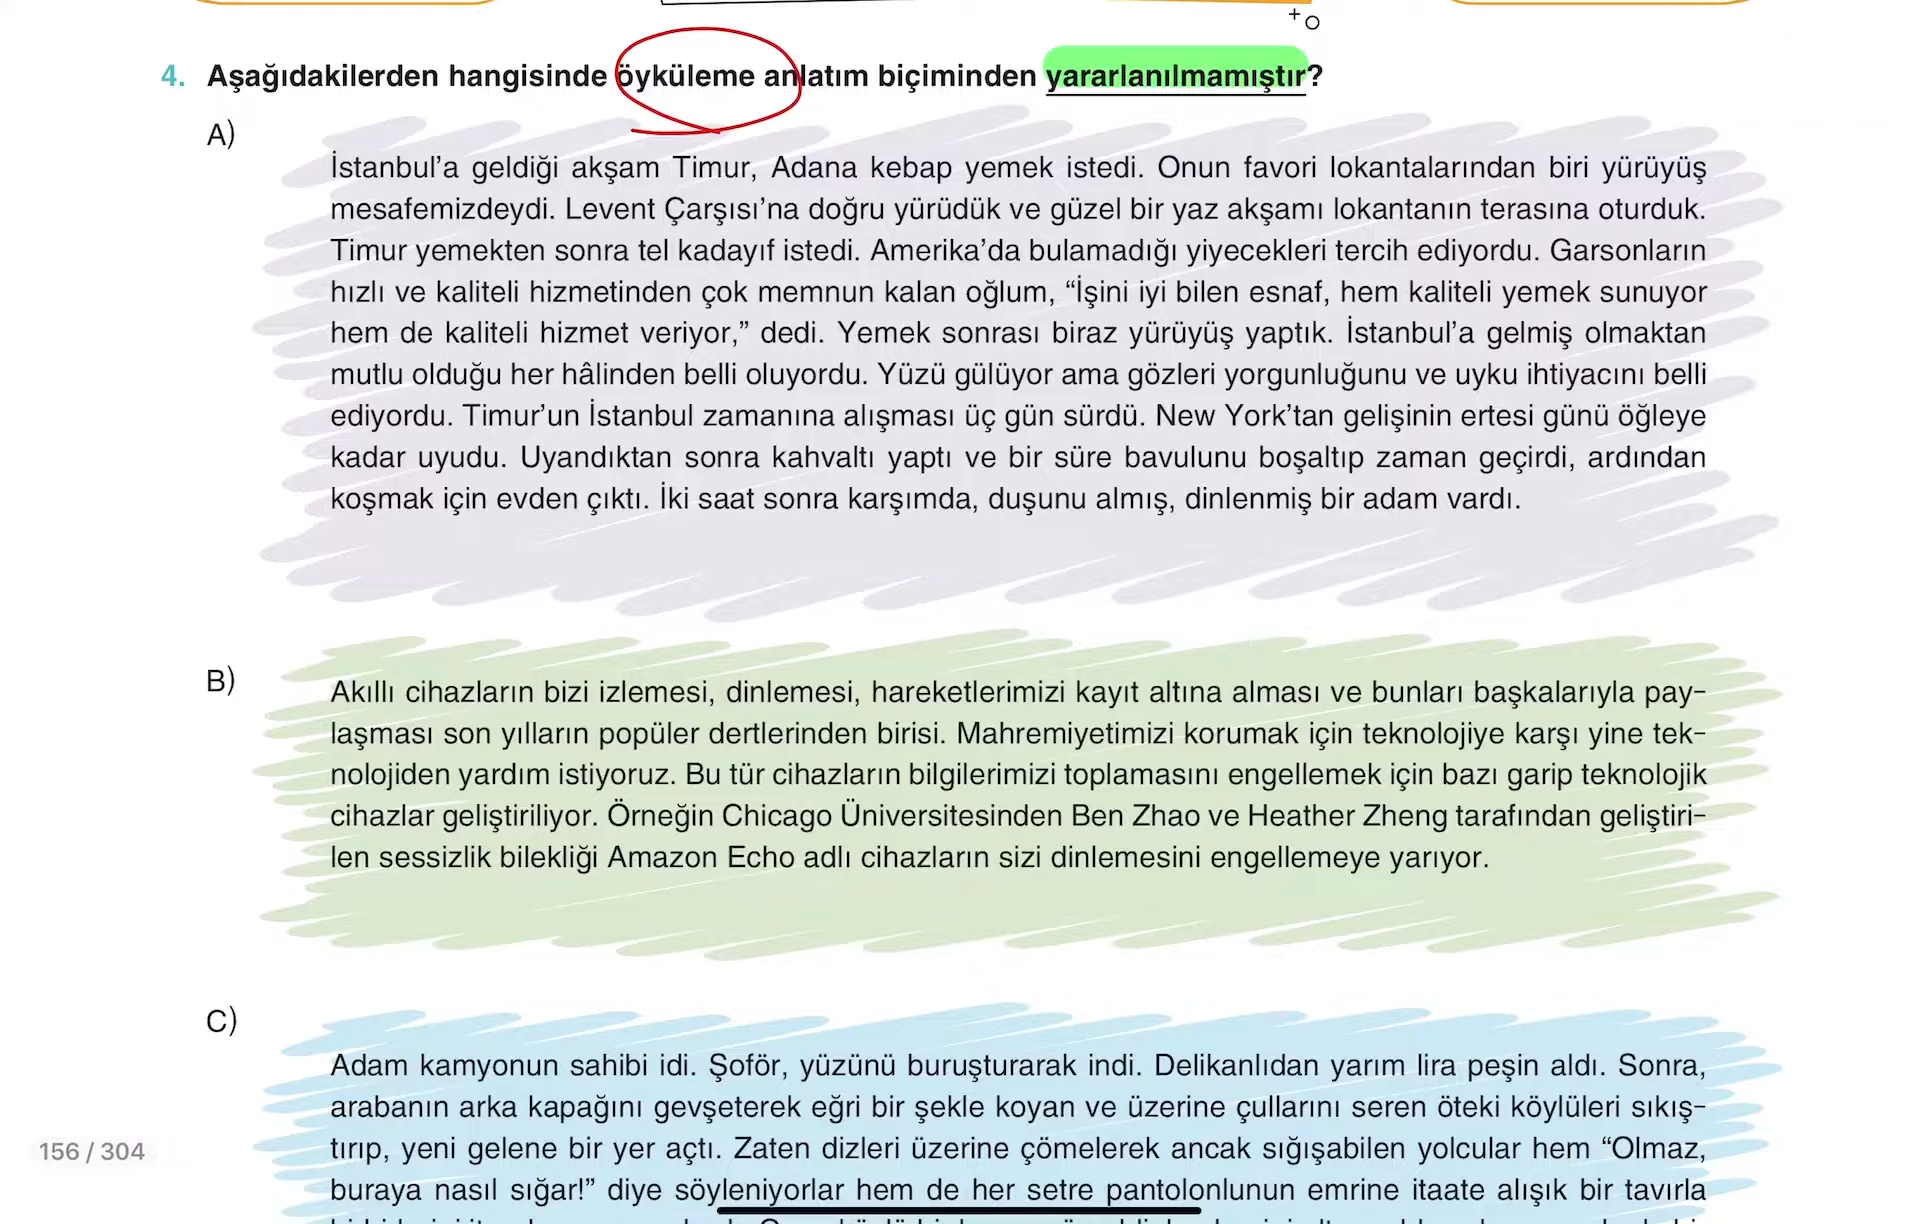 4. Aşağıdakilerden hangisinde öyküleme anlatım biçiminden yararlanılmamıştır?
A)
İstanbul’a geldiği akşam Timur, Adana kebap yemek istedi. Onun favori lokantalarından biri yürüyüş
mesafemizdeydi. Levent Çarşısı’na doğru yürüdük ve güzel bir yaz akşamı lokantanın terasına oturduk.
Timur yemekten sonra tel kadayıf istedi. Amerika’da bulamadığı yiyecekleri tercih ediyordu. Garsonların
hızlı ve kaliteli hizmetinden çok memnun kalan oğlum, “İşini iyi bilen esnaf, hem kaliteli yemek sunuyor
hem de kaliteli hizmet veriyor,” dedi. Yemek sonrası biraz yürüyüş yaptık. İstanbul’a gelmiş olmaktan
mutlu olduğu her hâlinden belli oluyordu. Yüzü gülüyor ama gözleri yorgunluğunu ve uyku ihtiyacını belli
ediyordu. Timur’un İstanbul zamanına alışması üç gün sürdü. New York’tan gelişinin ertesi günü öğleye
kadar uyudu. Uyandıktan sonra kahvaltı yaptı ve bir süre bavulunu boşaltıp zaman geçirdi, ardından
koşmak için evden çıktı. İki saat sonra karşımda, duşunu almış, dinlenmiş bir adam vardı.
B)
Akıllı cihazların bizi izlemesi, dinlemesi, hareketlerimizi kayıt altına alması ve bunları başkalarıyla pay-
laşması son yılların popüler dertlerinden birisi. Mahremiyetimizi korumak için teknolojiye karşı yine tek-
nolojiden yardım istiyoruz. Bu tür cihazların bilgilerimizi toplamasını engellemek için bazı garip teknolojik
cihazlar geliştiriliyor. Örneğin Chicago Üniversitesinden Ben Zhao ve Heather Zheng tarafından geliştiri-
len sessizlik bilekliği Amazon Echo adlı cihazların sizi dinlemesini engellemeye yarıyor.
C)
Adam kamyonun sahibi idi. Şoför, yüzünü buruşturarak indi. Delikanlıdan yarım lira peşin aldı. Sonra,
arabanın arka kapağını gevşeterek eğri bir şekle koyan ve üzerine çullarını seren öteki köylüleri sıkış-
tırıp, yeni gelene bir yer açtı. Zaten dizleri üzerine çömelerek ancak sığışabilen yolcular hem “Olmaz,
buraya nasıl sığar!” diye söyleniyorlar hem de her setre pantolonlunun emrine itaate alışık bir tavırla
156 / 304